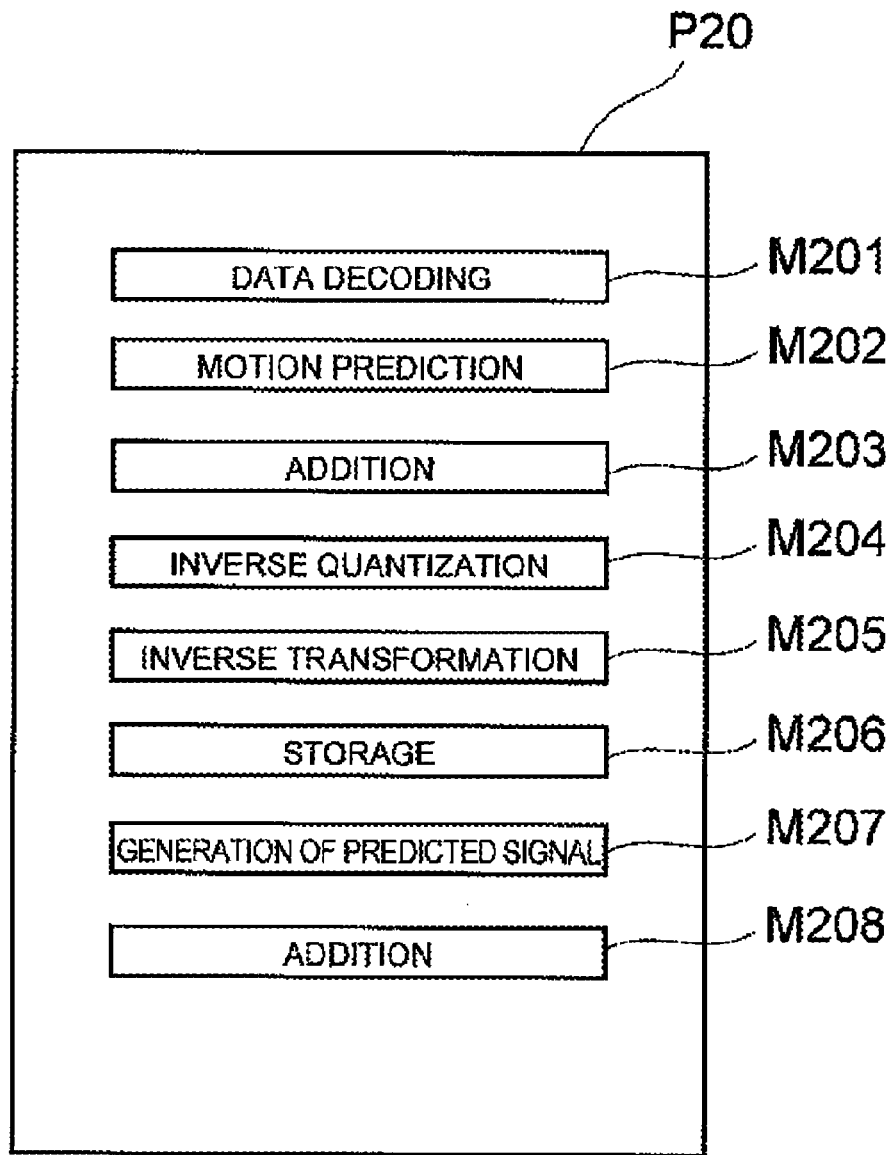 P20
DATA DECODING M201
MOTION PREDICTION M202
ADDITION M203
INVERSE QUANTIZATION M204
INVERSE TRANSFORMATION M205
STORAGE M206
GENERATION OF PREDICTED SIGNAL M207
ADDITION M208